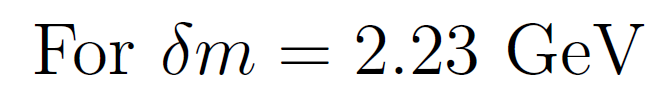 For δm = 2.23 GeV